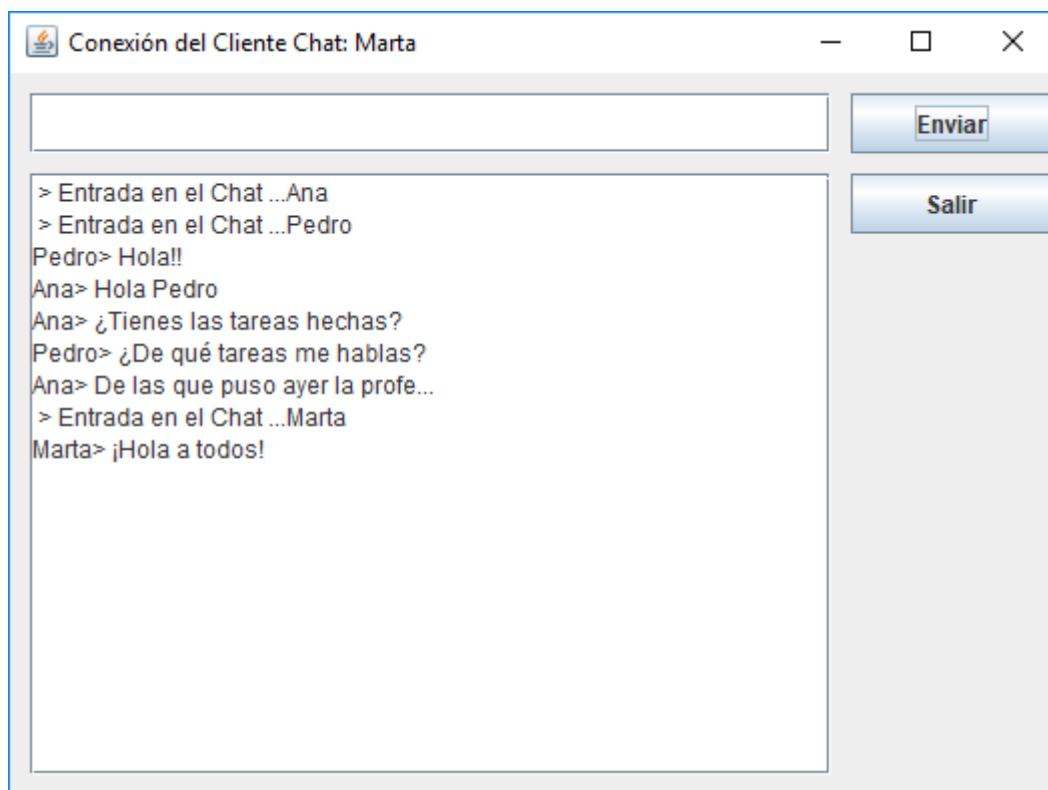 Conexión del Cliente Chat: Marta
Enviar
> Entrada en el Chat ...Ana
> Entrada en el Chat ...Pedro
Pedro> Hola!!
Ana> Hola Pedro
Ana> ¿Tienes las tareas hechas?
Pedro> ¿De qué tareas me hablas?
Ana> De las que puso ayer la profe...
> Entrada en el Chat ...Marta
Marta> ¡Hola a todos!
Salir